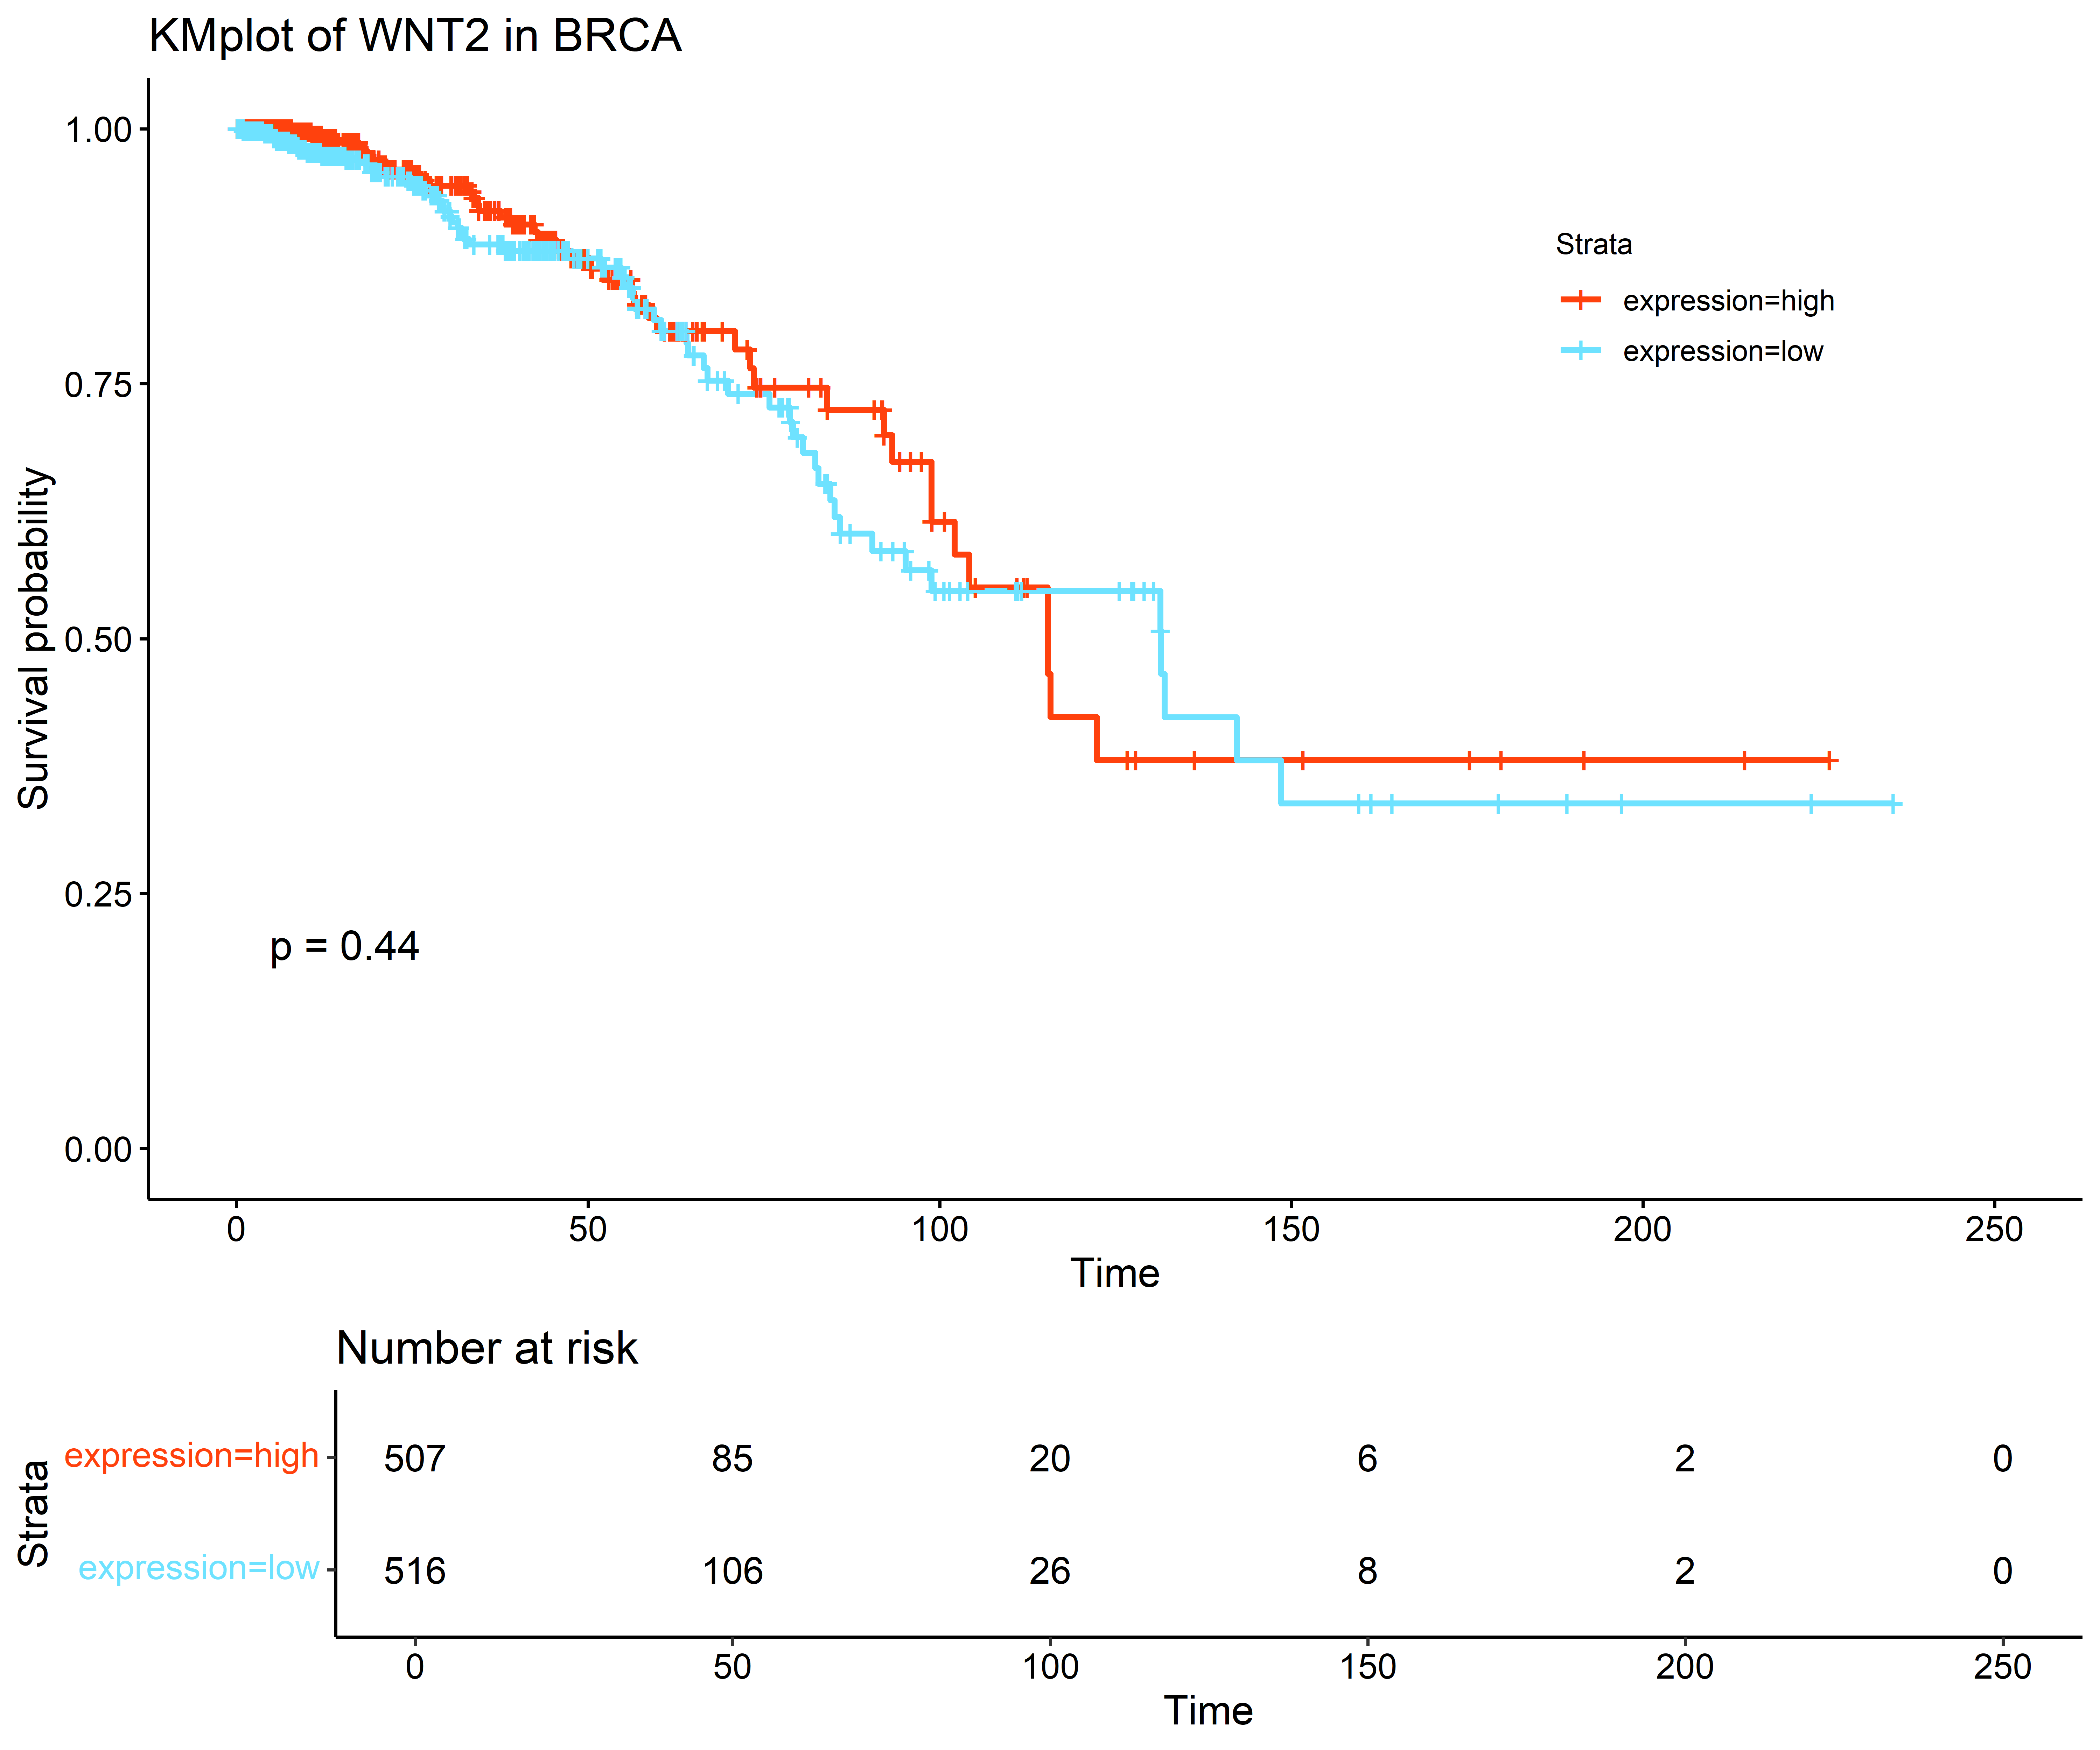 KMplot of WNT2 in BRCA
Survival probability
1.00
0.75
0.50
0.25
0.00
Strata
expression=high
expression=low
p = 0.44
0 50 100 150 200 250
Time
Number at risk
Strata
expression=high 507 85 20 6 2 0
expression=low 516 106 26 8 2 0
0 50 100 150 200 250
Time